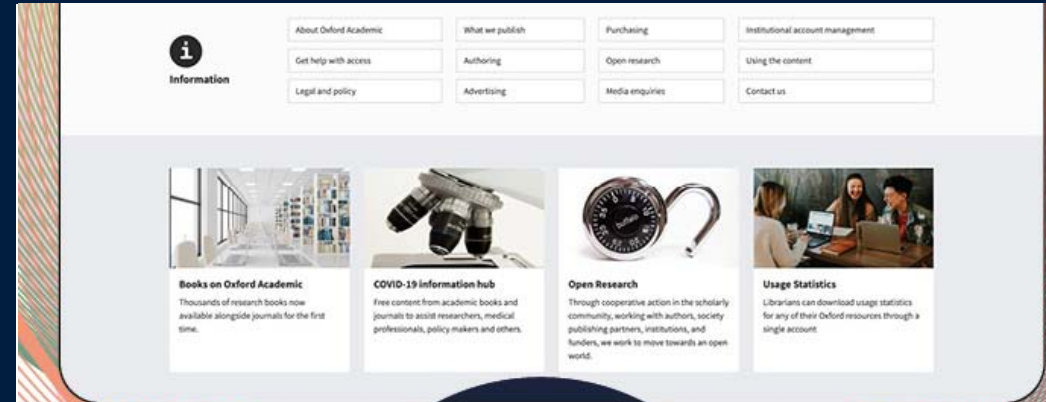 About Oxford Academic
What we publish
Purchasing
Institutional account management
Get help with access
Authoring
Open research
Using the content
Information
Legal and policy
Advertising
Media enquiries
Contact us
buffalo
Books on Oxford Academic
Thousands of research books now
available alongside journals for the first
time.
COVID-19 information hub
Free content from academic books and
journals to assist researchers, medical
professionals, policy makers and others.
Open Research
Through cooperative action in the scholarly
community, working with authors, society
publishing partners, institutions, and
funders, we work to move towards an open
world.
Usage Statistics
Librarians can download usage statistics
for any of their Oxford resources through a
single account